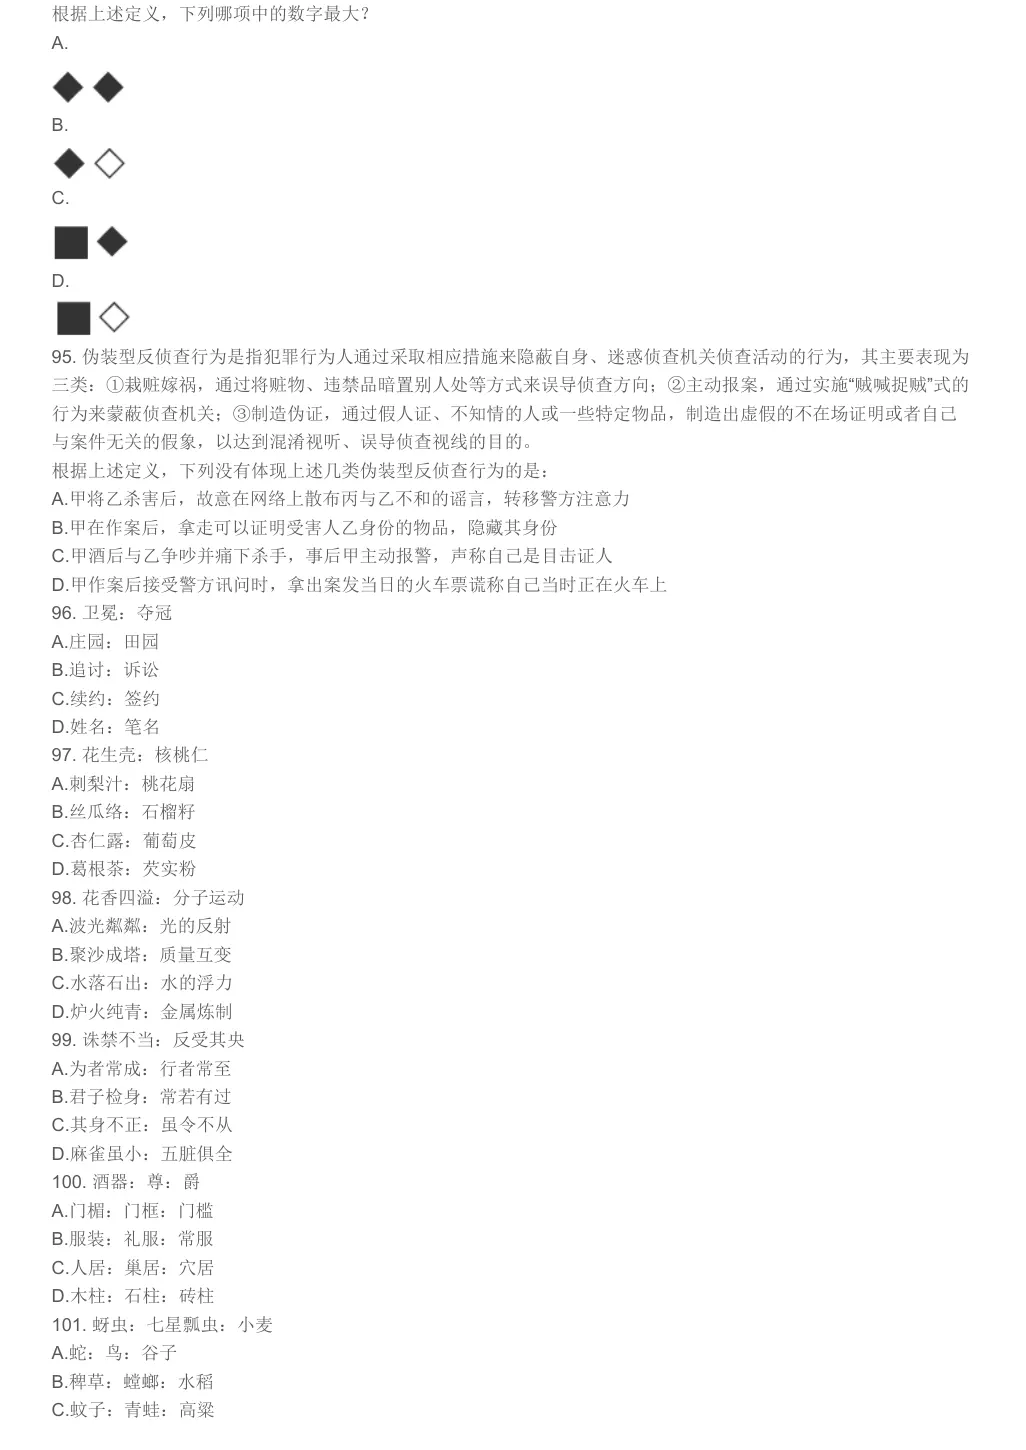 根据上述定义，下列哪项中的数字最大？
A.
B.
C.
D.
95. 伪装型反侦查行为是指犯罪行为人通过采取相应措施来隐蔽自身、迷惑侦查机关侦查活动的行为，其主要表现为
三类：①栽赃嫁祸，通过将赃物、违禁品暗置别人处等方式来误导侦查方向；②主动报案，通过实施“贼喊捉贼”式的
行为来蒙蔽侦查机关；③制造伪证，通过假人证、不知情的人或一些特定物品，制造出虚假的不在场证明或者自己
与案件无关的假象，以达到混淆视听、误导侦查视线的目的。
根据上述定义，下列没有体现上述几类伪装型反侦查行为的是：
A.甲将乙杀害后，故意在网络上散布丙与乙不和的谣言，转移警方注意力
B.甲在作案后，拿走可以证明受害人乙身份的物品，隐藏其身份
C.甲酒后与乙争吵并痛下杀手，事后甲主动报警，声称自己是目击证人
D.甲作案后接受警方讯问时，拿出案发当日的火车票谎称自己当时正在火车上
96. 卫冕：夺冠
A.庄园：田园
B.追讨：诉讼
C.续约：签约
D.姓名：笔名
97. 花生壳：核桃仁
A.刺梨汁：桃花扇
B.丝瓜络：石榴籽
C.杏仁露：葡萄皮
D.葛根茶：芡实粉
98. 花香四溢：分子运动
A.波光粼粼：光的反射
B.聚沙成塔：质量互变
C.水落石出：水的浮力
D.炉火纯青：金属炼制
99. 诛禁不当：反受其央
A.为者常成：行者常至
B.君子检身：常若有过
C.其身不正：虽令不从
D.麻雀虽小：五脏俱全
100. 酒器：尊：爵
A.门楣：门框：门槛
B.服装：礼服：常服
C.人居：巢居：穴居
D.木柱：石柱：砖柱
101. 蚜虫：七星瓢虫：小麦
A.蛇：鸟：谷子
B.稗草：螳螂：水稻
C.蚊子：青蛙：高粱